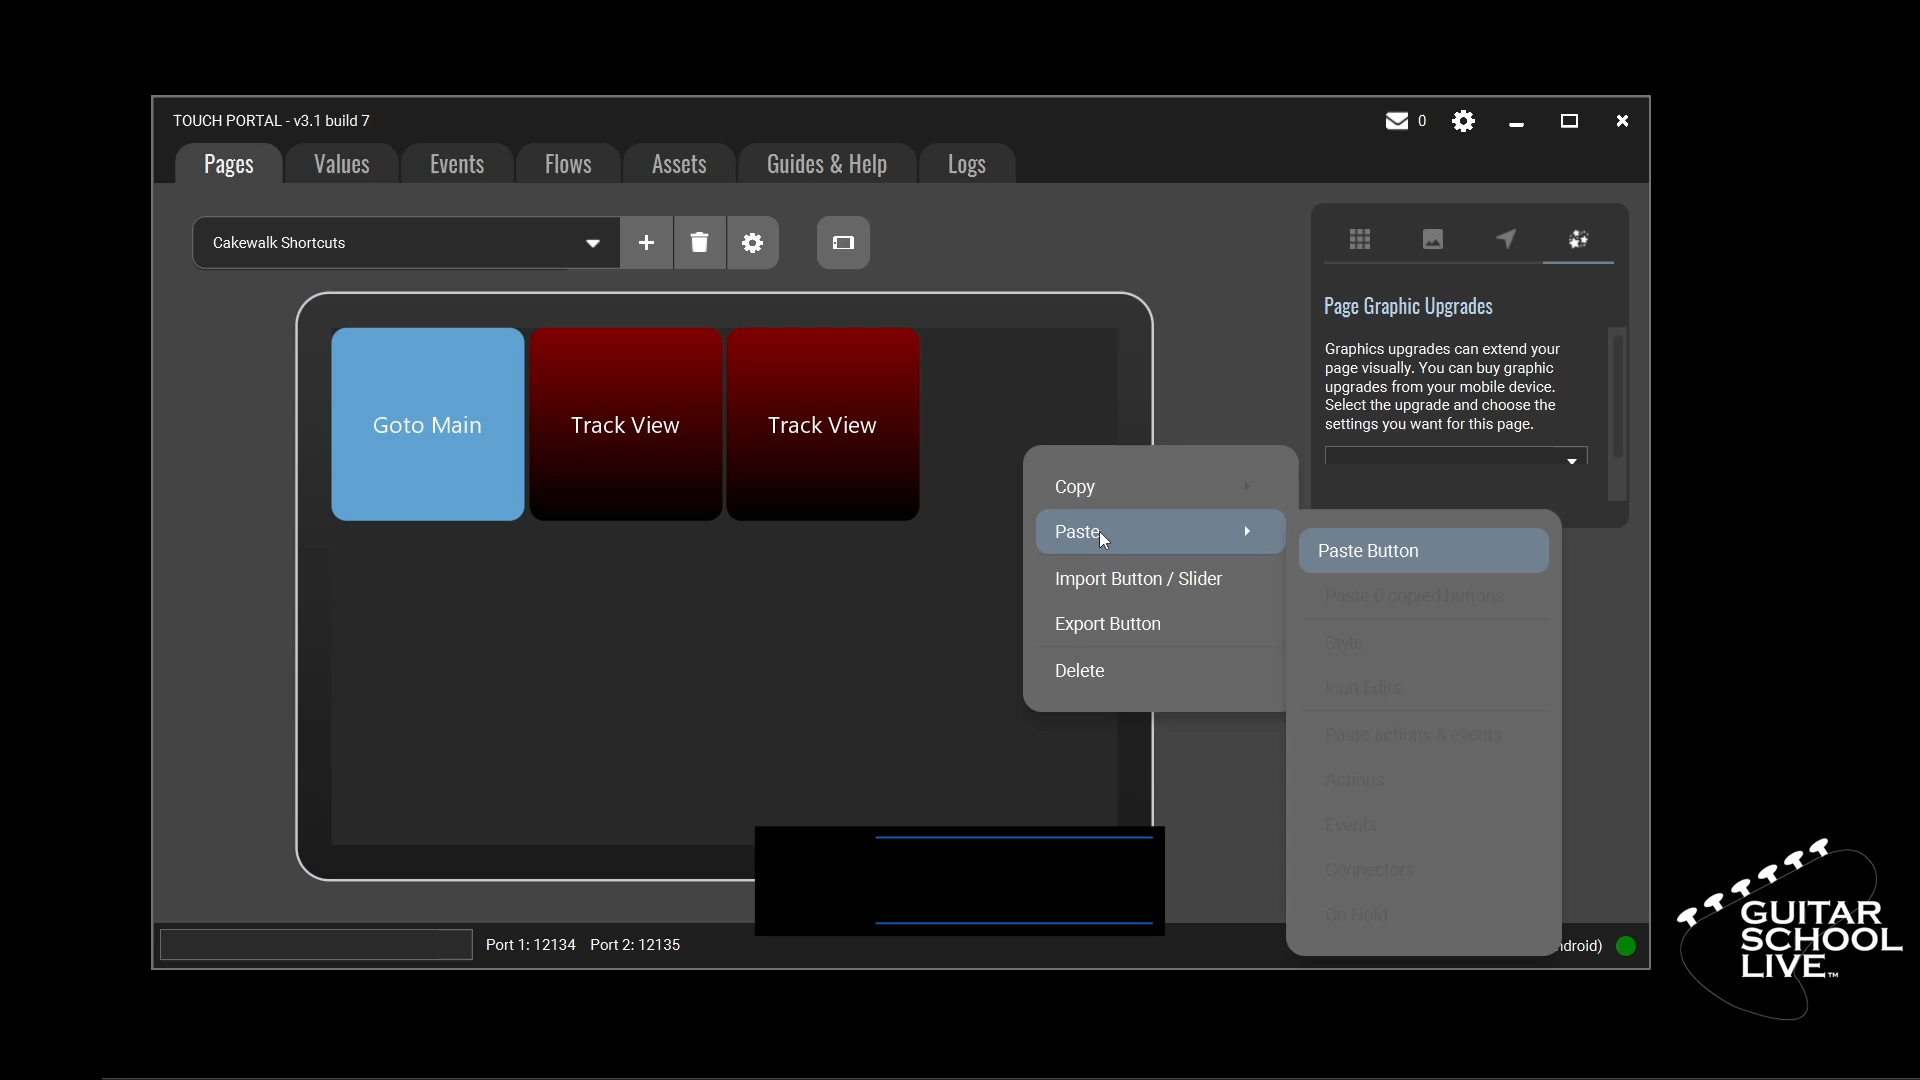 TOUCH PORTAL - v3.1 build 7
0
Pages
Values
Events
Flows
Assets
Guides & Help
Logs
Cakewalk Shortcuts
Page Graphic Upgrades
Graphics upgrades can extend your
page visually. You can buy graphic
upgrades from your mobile device.
Select the upgrade and choose the
settings you want for this page.
Goto Main
Track View
Track View
Copy
Paste
Import Button / Slider
Export Button
Delete
Paste Button
Paste 0 copied buttons
Style
Icon Edits
Paste actions & events
Actions
Events
Connectors
On Hold
Port 1: 12134
Port 2: 12135
ndroid)
GUITAR
SCHOOL
LIVE™